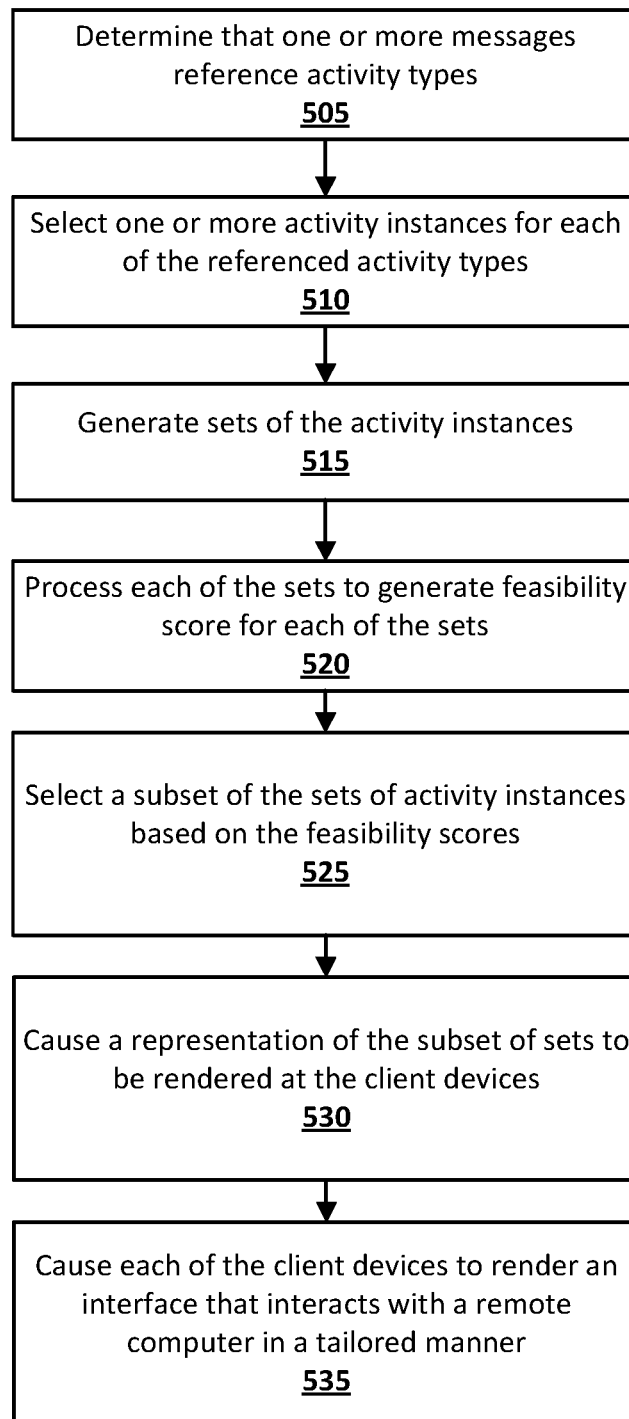 Determine that one or more messages
reference activity types
505
Select one or more activity instances for each
of the referenced activity types
510
Generate sets of the activity instances
515
Process each of the sets to generate feasibility
score for each of the sets
520
Select a subset of the sets of activity instances
based on the feasibility scores
525
Cause a representation of the subset of sets to
be rendered at the client devices
530
Cause each of the client devices to render an
interface that interacts with a remote
computer in a tailored manner
535